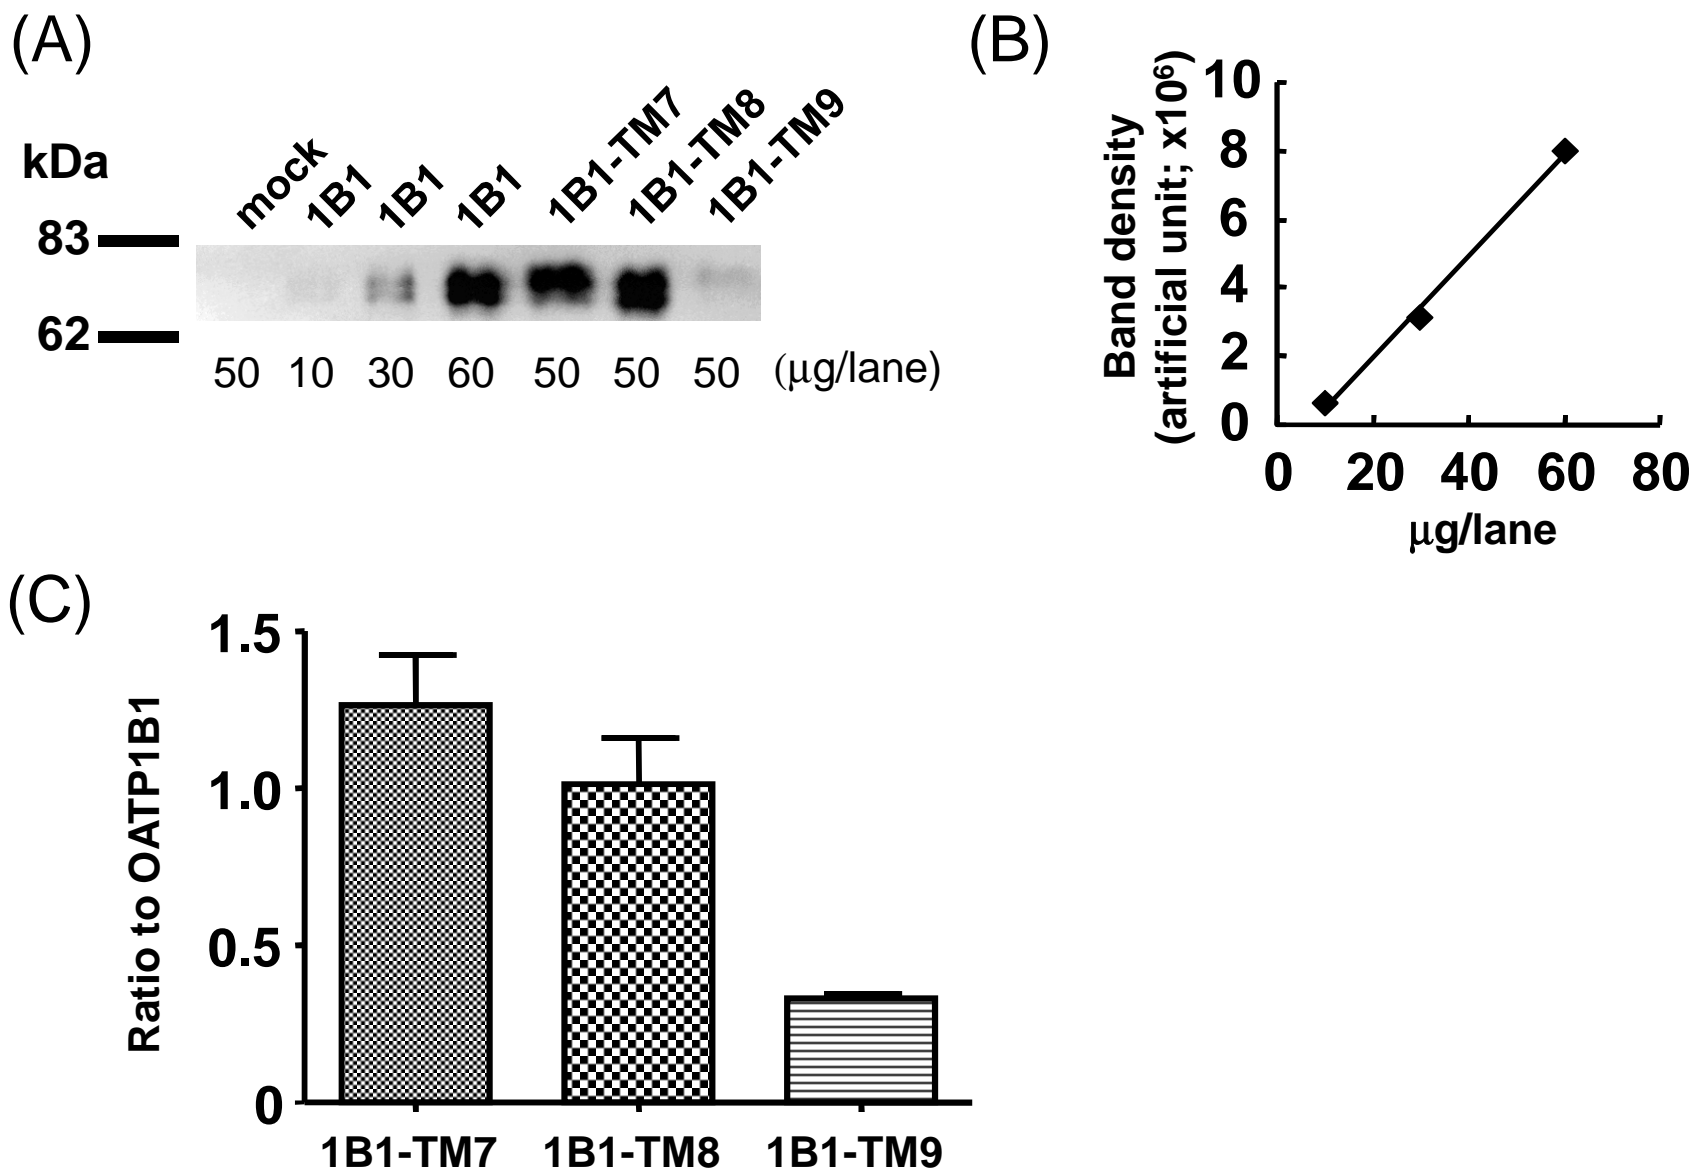 (A)
kDa
mock 1B1 1B1 1B1 1B1-TM7 1B1-TM8 1B1-TM9
83
62
50 10 30 60 50 50 50 (μg/lane)
(B)
Band density
(artificial unit; x10⁶)
10
8
6
4
2
0
0 20 40 60 80
μg/lane
(C)
Ratio to OATP1B1
1.5
1.0
0.5
0
1B1-TM7 1B1-TM8 1B1-TM9